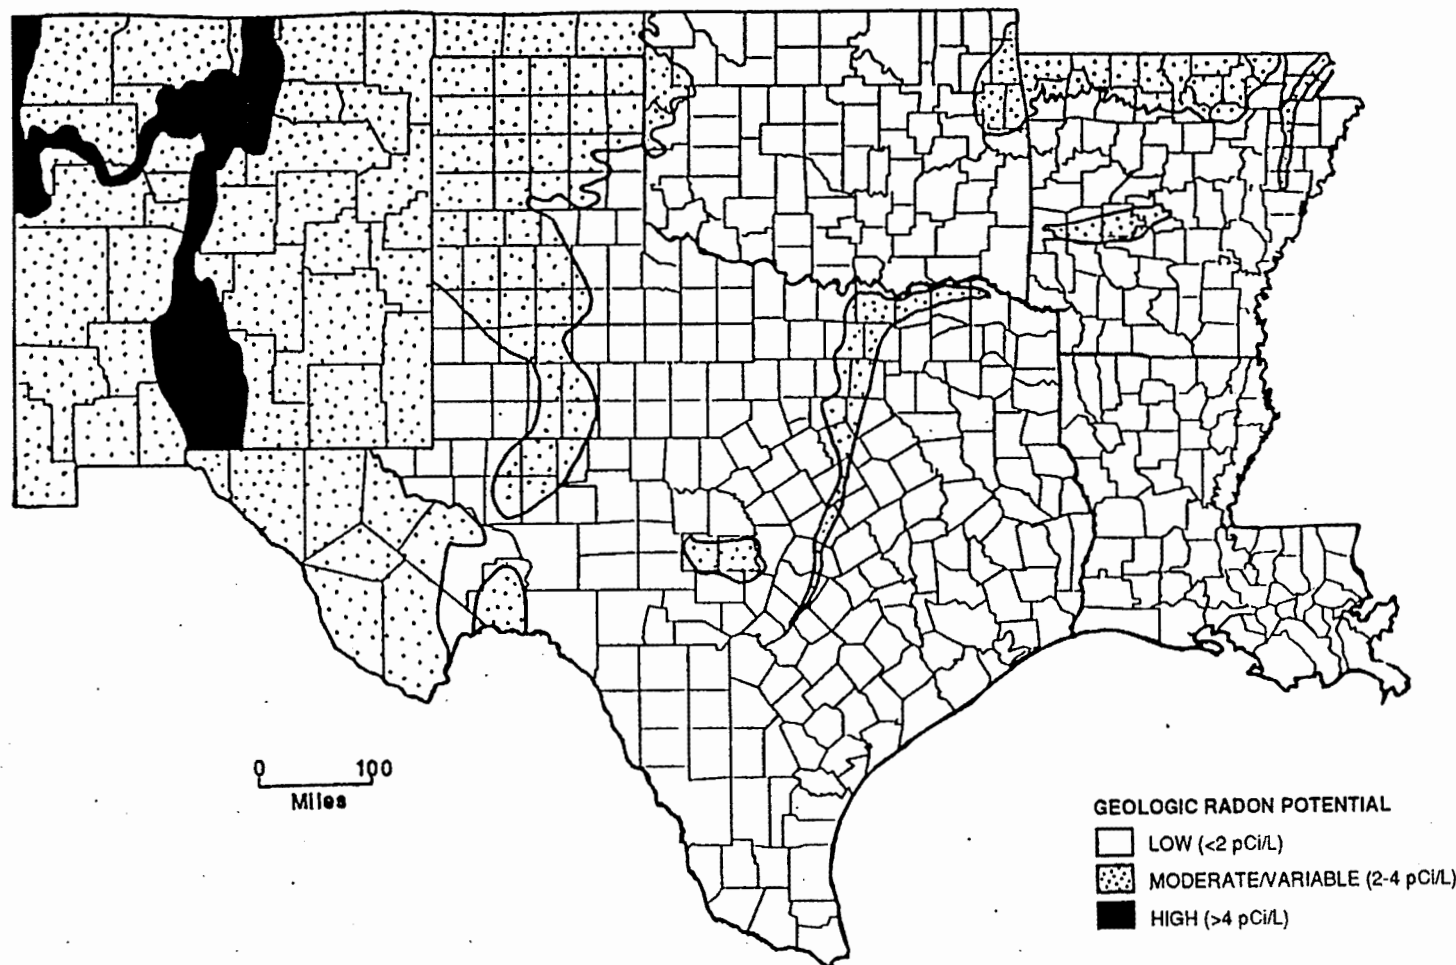 0 100
Miles
GEOLOGIC RADON POTENTIAL
LOW (<2 pCi/L)
MODERATE/VARIABLE (2-4 pCi/L)
HIGH (>4 pCi/L)